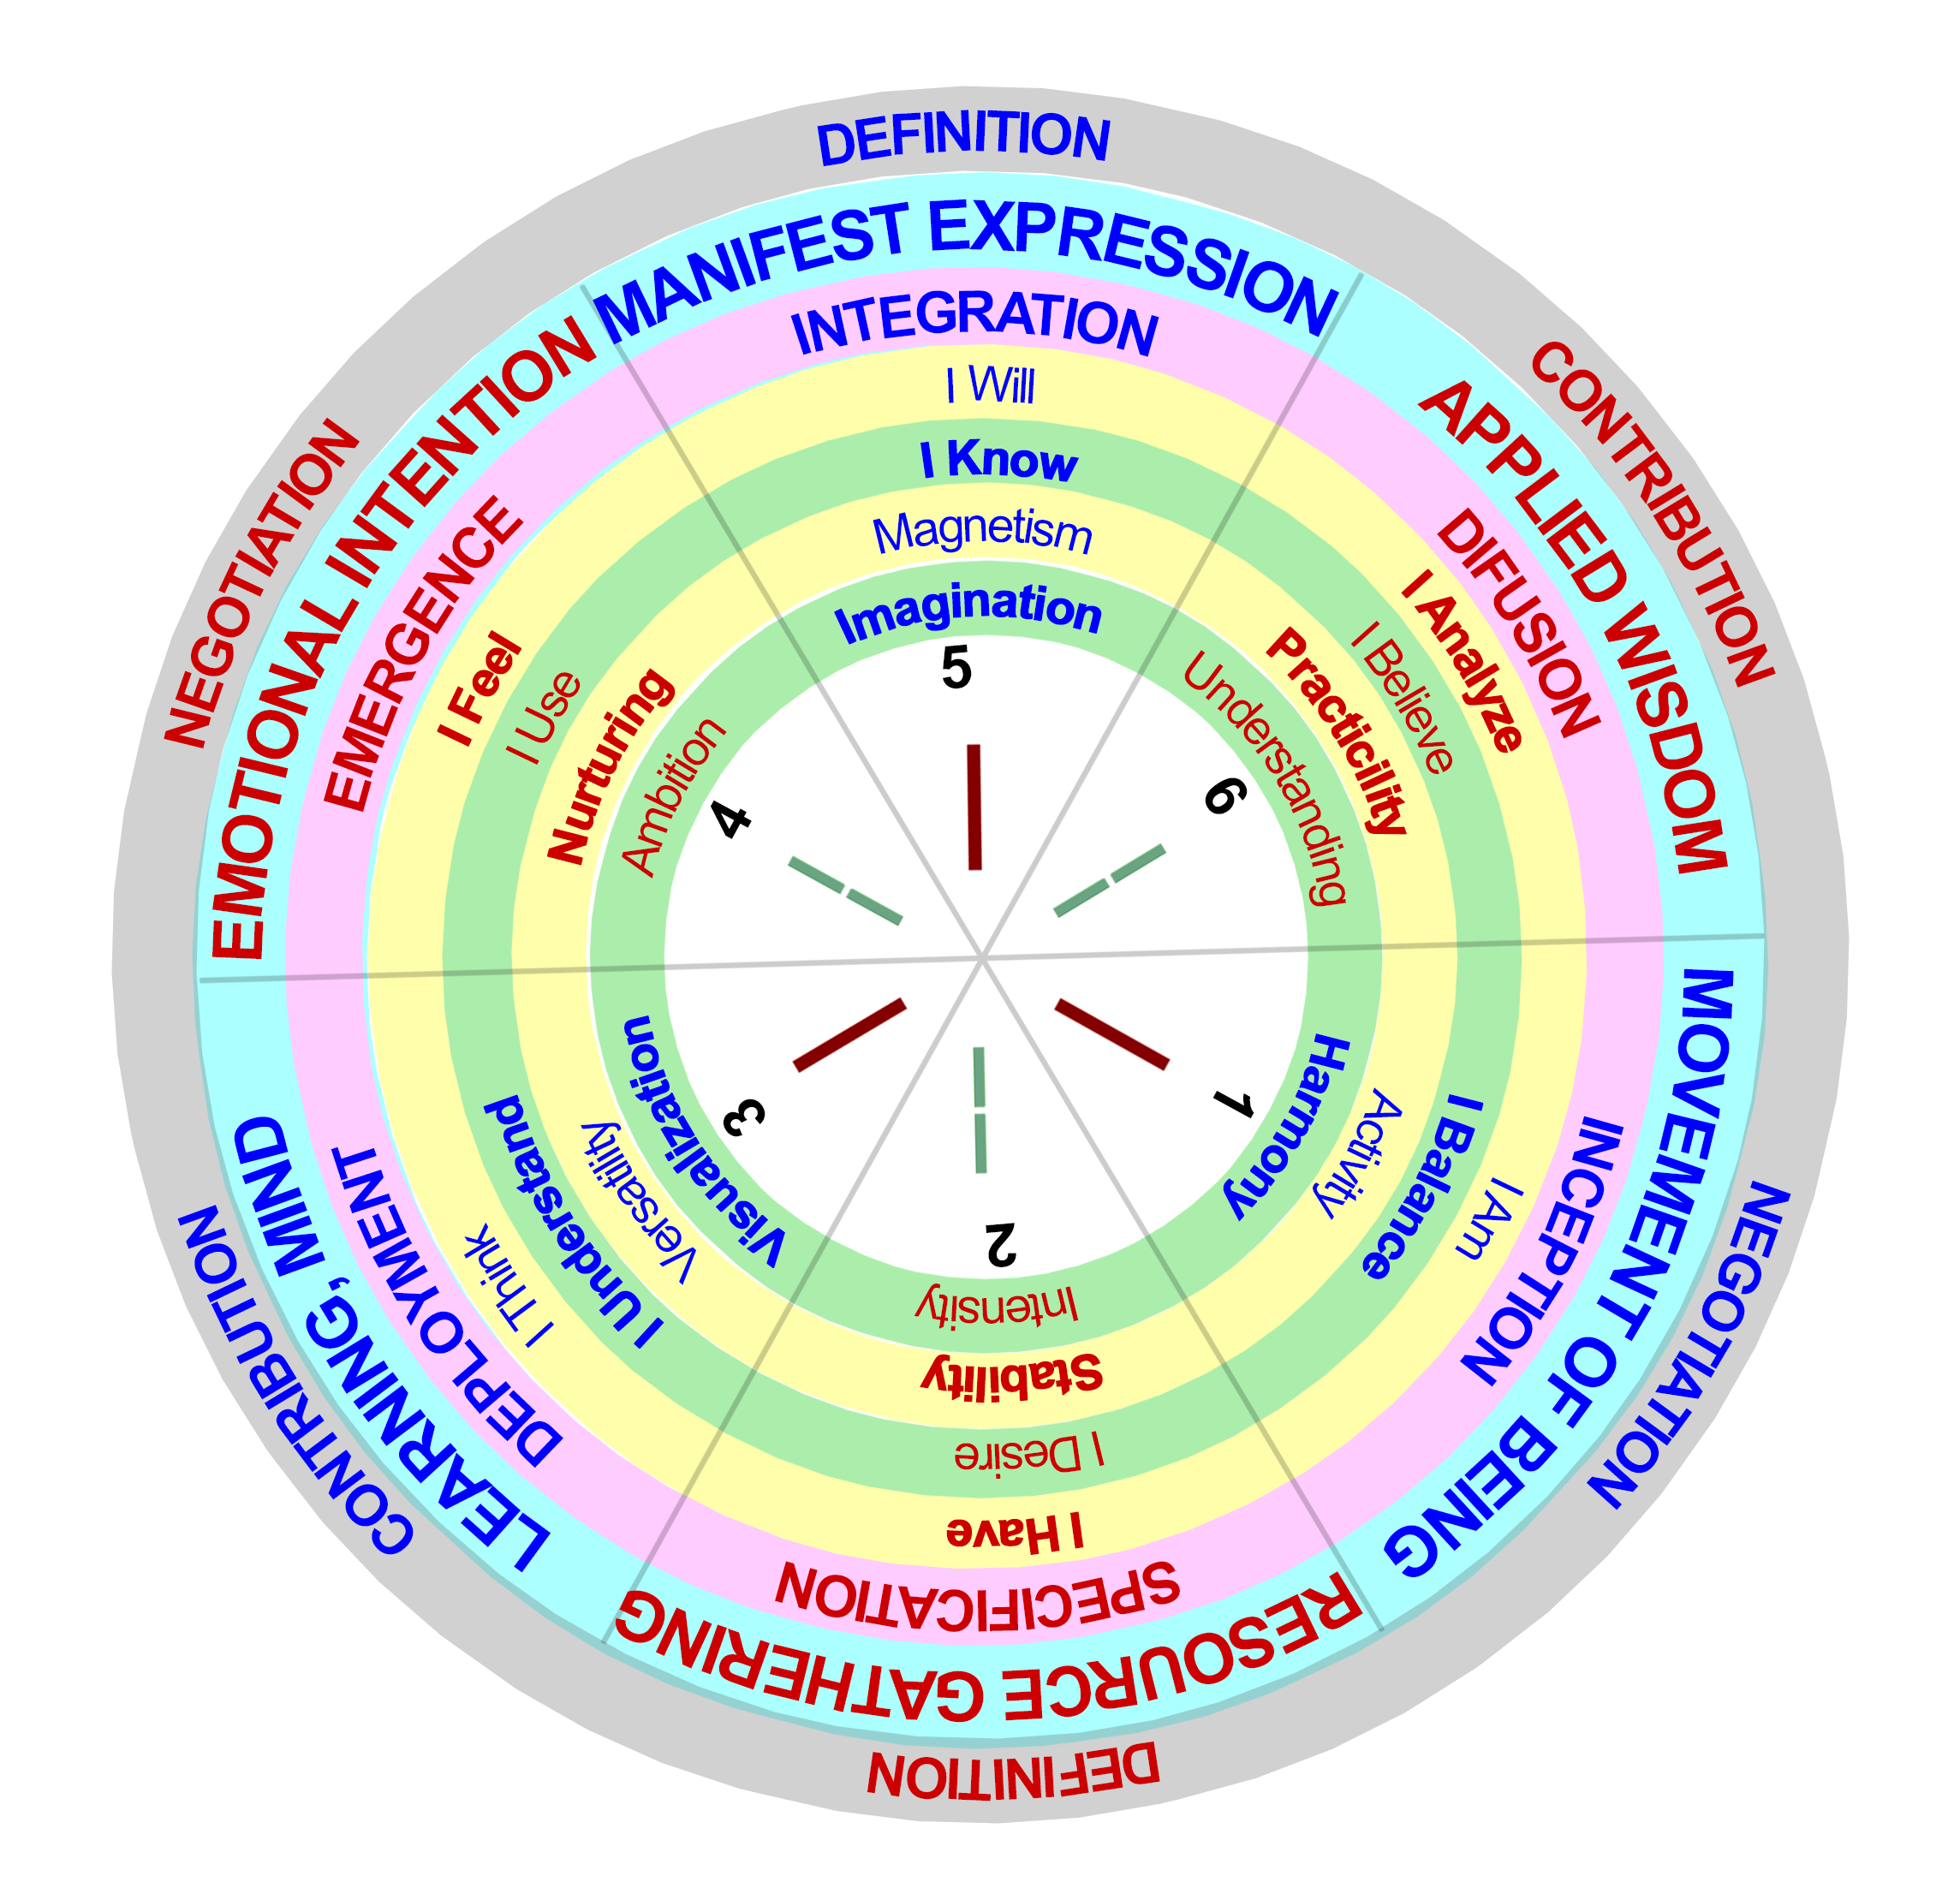 DEFINITION
MANIFEST EXPRESSION
INTEGRATION
I Will
I Know
Magnetism
Imagination
5
CONTRIBUTION
APPLIED WISDOM
DIFUSION
I Analyze
I Believe
Practicility
Understanding
6
NEGOTIATION
MOVEMENT OF BEING
INCEPTION
I Am
I Balance
Activity
Harmony
1
DEFINITION
RESOURCE GATHERING
SPECIFICATION
I Have
I Desire
Stability
Intensity
2
CONTRIBUTION
LEARNING, MIND
DEPLOYMENT
I Think
I Understand
Versatility
Visualization
3
NEGOTIATION
EMOTIONAL INTENTION
EMERGENCE
I Feel
I Use
Nurturing
Ambition
4